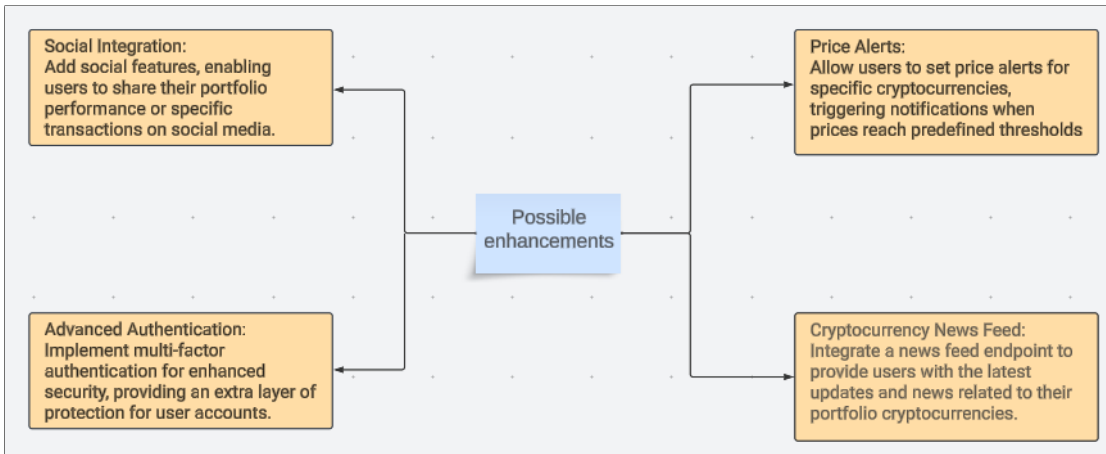 Social Integration:
Add social features, enabling
users to share their portfolio
performance or specific
transactions on social media.
Price Alerts:
Allow users to set price alerts for
specific cryptocurrencies,
triggering notifications when
prices reach predefined thresholds
Possible
enhancements
Advanced Authentication:
Implement multi-factor
authentication for enhanced
security, providing an extra layer of
protection for user accounts.
Cryptocurrency News Feed:
Integrate a news feed endpoint to
provide users with the latest
updates and news related to their
portfolio cryptocurrencies.